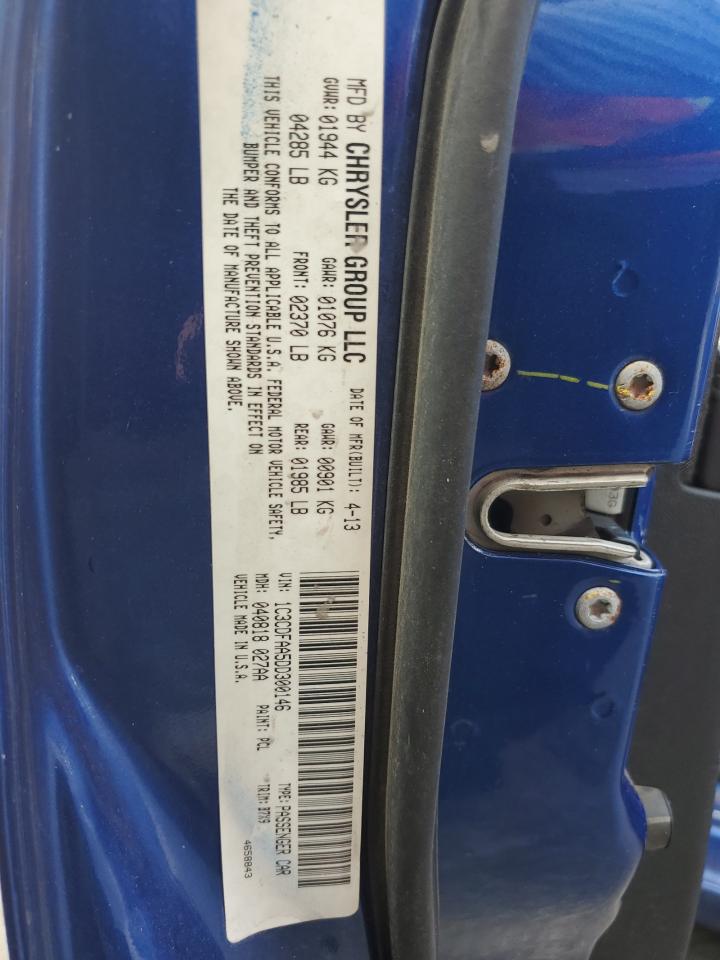 MFD BY CHRYSLER GROUP LLC DATE OF MFR(BUILT): 4-13
GVWR: 01944 KG GAWR: 01076 KG GAWR: 00901 KG
04285 LB FRONT: 02370 LB REAR: 01985 LB
THIS VEHICLE CONFORMS TO ALL APPLICABLE U.S.A. FEDERAL MOTOR VEHICLE SAFETY,
BUMPER AND THEFT PREVENTION STANDARDS IN EFFECT ON
THE DATE OF MANUFACTURE SHOWN ABOVE.
VIN: 1C3CDFAA5DD300146 TYPE: PASSENGER CAR
MDH: 040818 027AA PAINT: PCL TRIM: B7X9
VEHICLE MADE IN U.S.A. 4658843